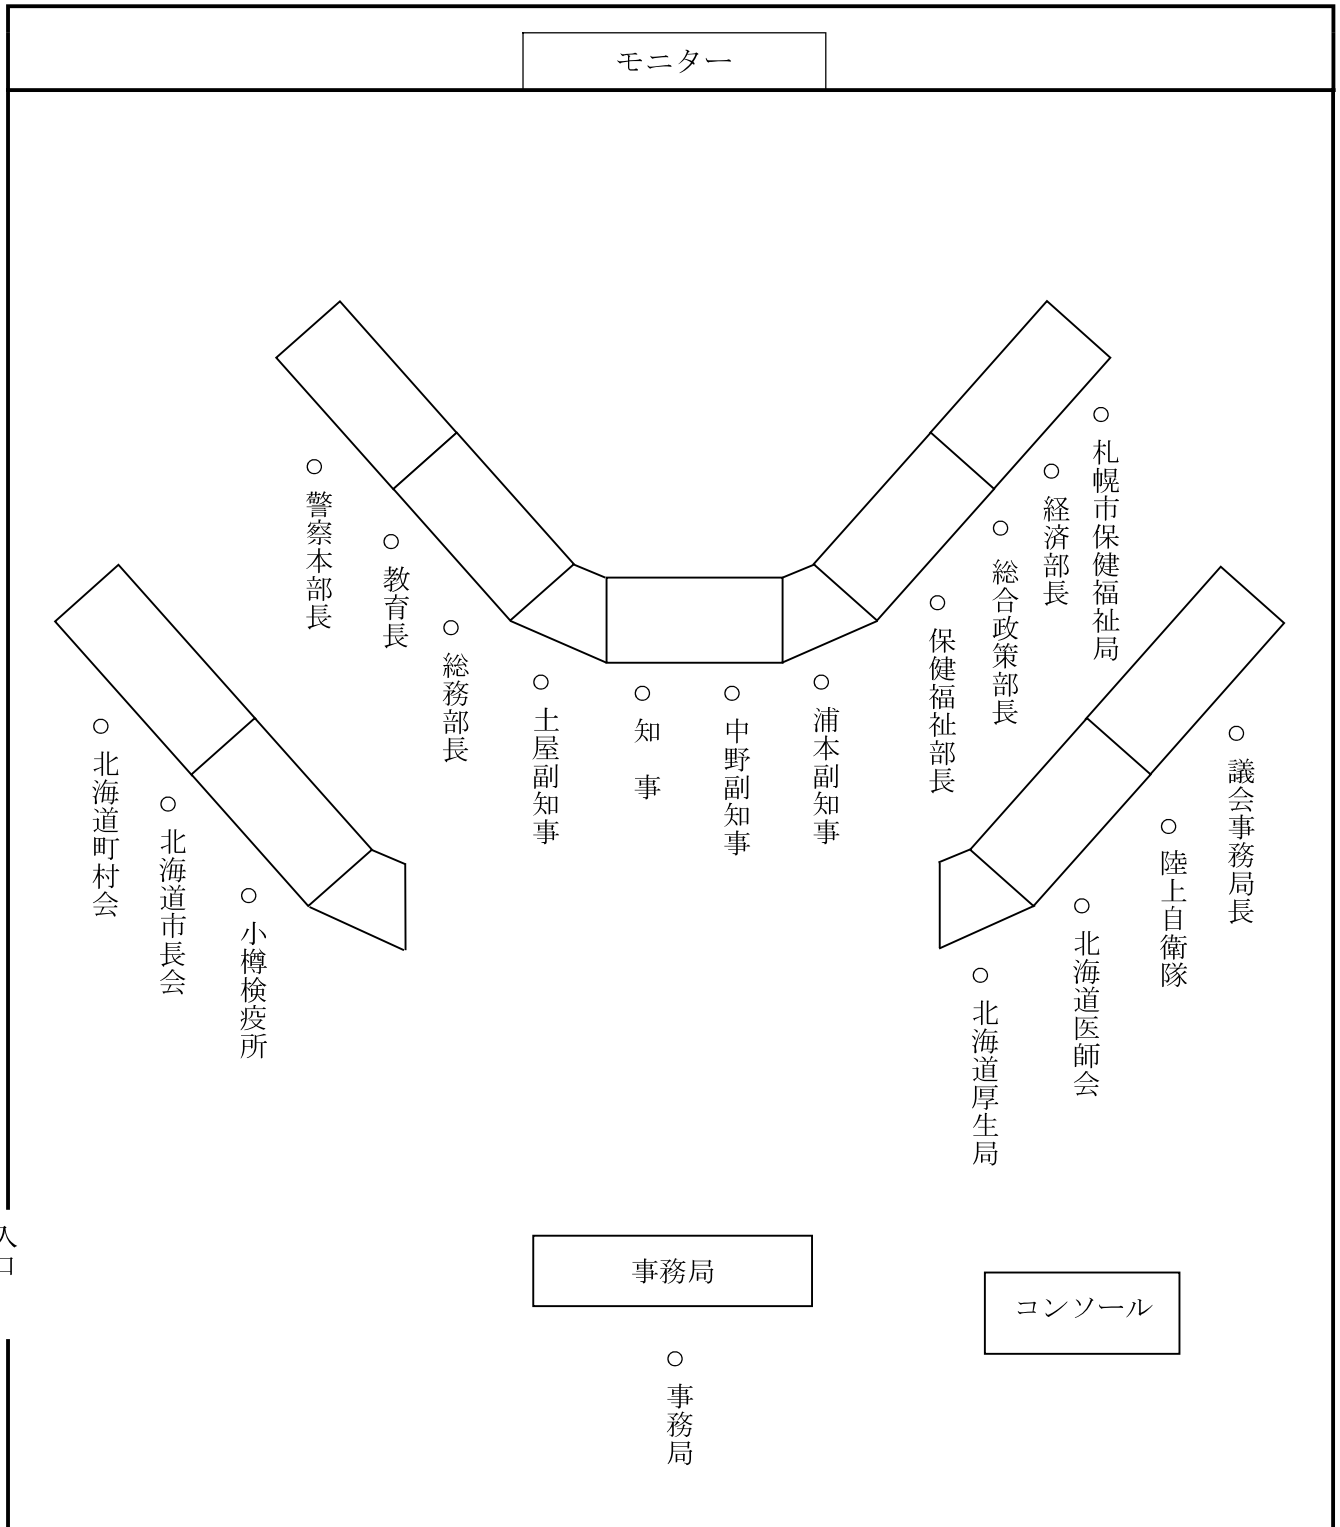 モニター
警察本部長
教育長
総務部長
土屋副知事
知 事
中野副知事
浦本副知事
保健福祉部長
総合政策部長
経済部長
札幌市保健福祉局
北海道町村会
北海道市長会
小樽検疫所
北海道厚生局
北海道医師会
陸上自衛隊
議会事務局長
入口
事務局
コンソール
事務局